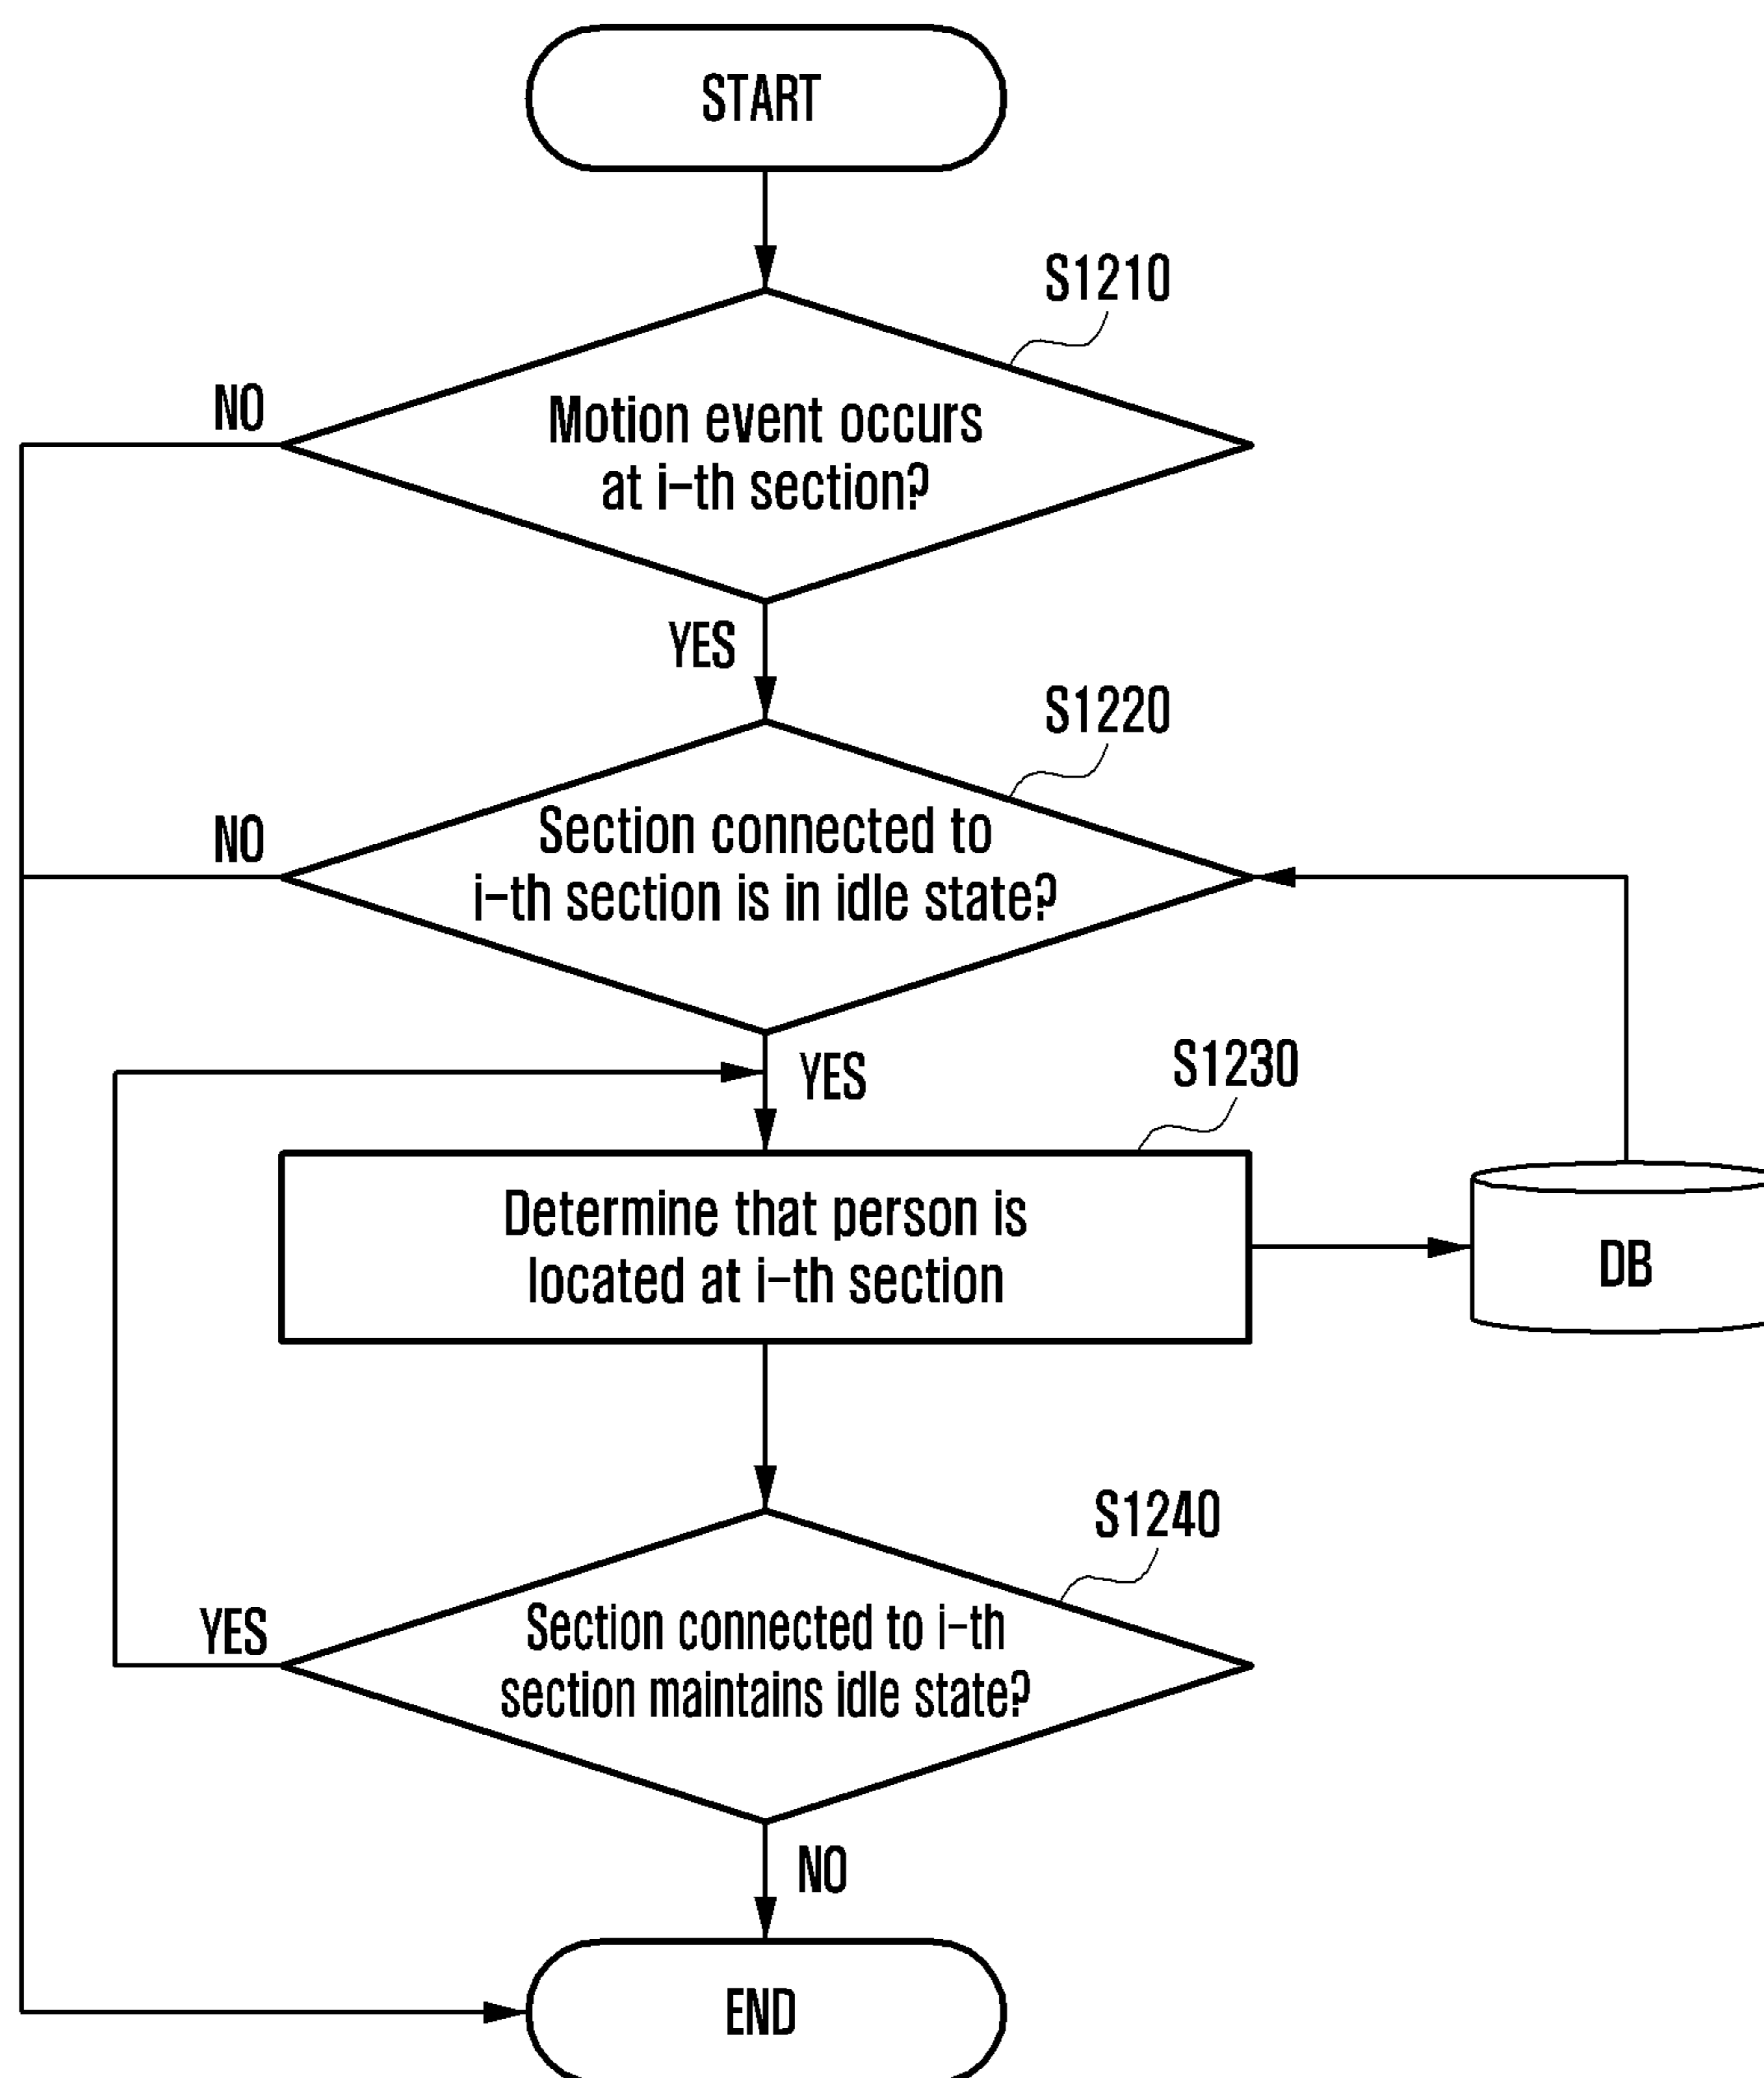 START
S1210
NO
Motion event occurs
at i-th section?
YES
S1220
NO
Section connected to
i-th section is in idle state?
YES
S1230
Determine that person is
located at i-th section
DB
S1240
YES
Section connected to i-th
section maintains idle state?
NO
END